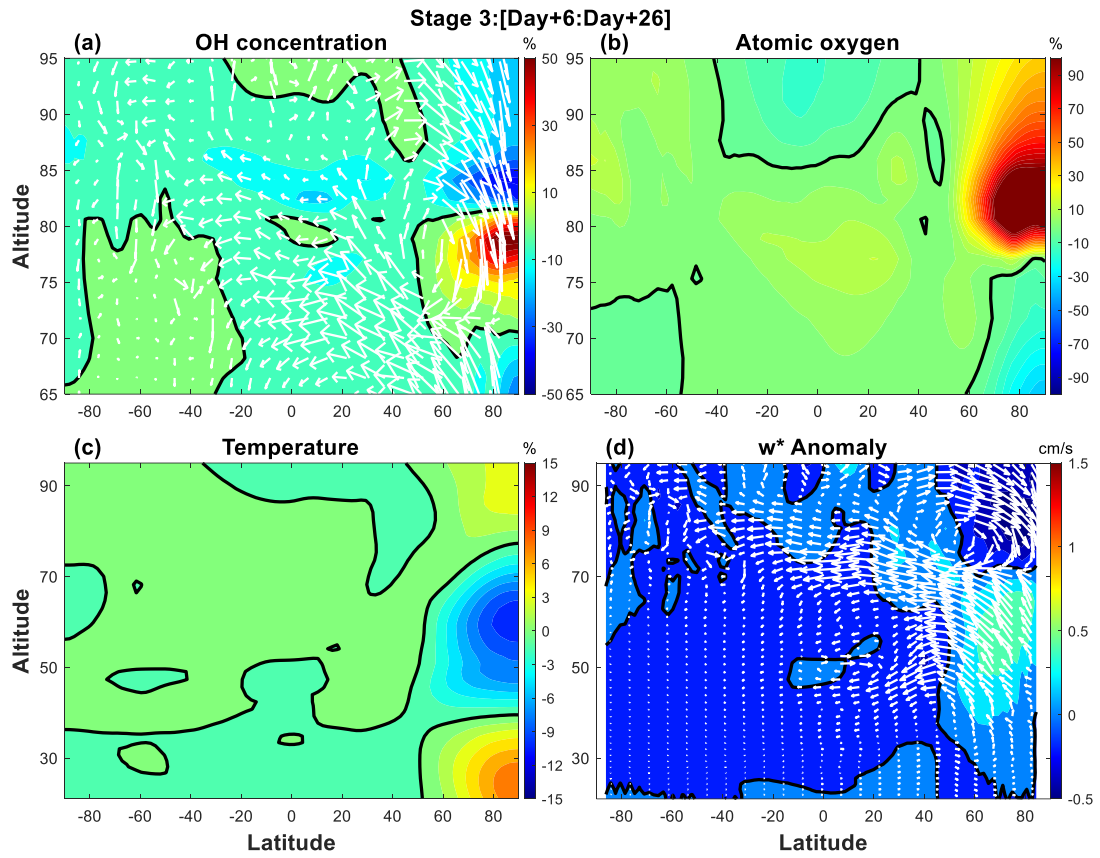 Stage 3:[Day+6:Day+26]
(a) OH concentration %
(b) Atomic oxygen %
95 90 85 80 75 70 65
Altitude
50 30 10 -10 -30 -50
95 90 85 80 75 70 65
90 70 50 30 10 -10 -30 -50 -70 -90
-80 -60 -40 -20 0 20 40 60 80
-80 -60 -40 -20 0 20 40 60 80
(c) Temperature %
(d) w* Anomaly cm/s
90 70 50 30
Altitude
15 12 9 6 3 0 -3 -6 -9 -12 -15
90 70 50 30
1.5 1 0.5 0 -0.5
-80 -60 -40 -20 0 20 40 60 80
-80 -60 -40 -20 0 20 40 60 80
Latitude
Latitude